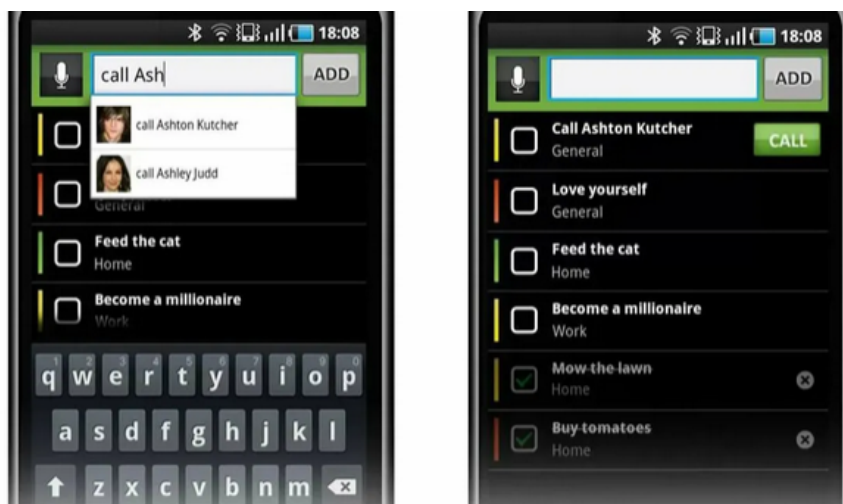 18:08
call Ash
ADD
call Ashton Kutcher
call Ashley Judd
General
Feed the cat
Home
Become a millionaire
Work
q w e r t y u i o p
a s d f g h j k l
z x c v b n m
18:08
ADD
Call Ashton Kutcher
General
CALL
Love yourself
General
Feed the cat
Home
Become a millionaire
Work
Mow the lawn
Home
Buy tomatoes
Home